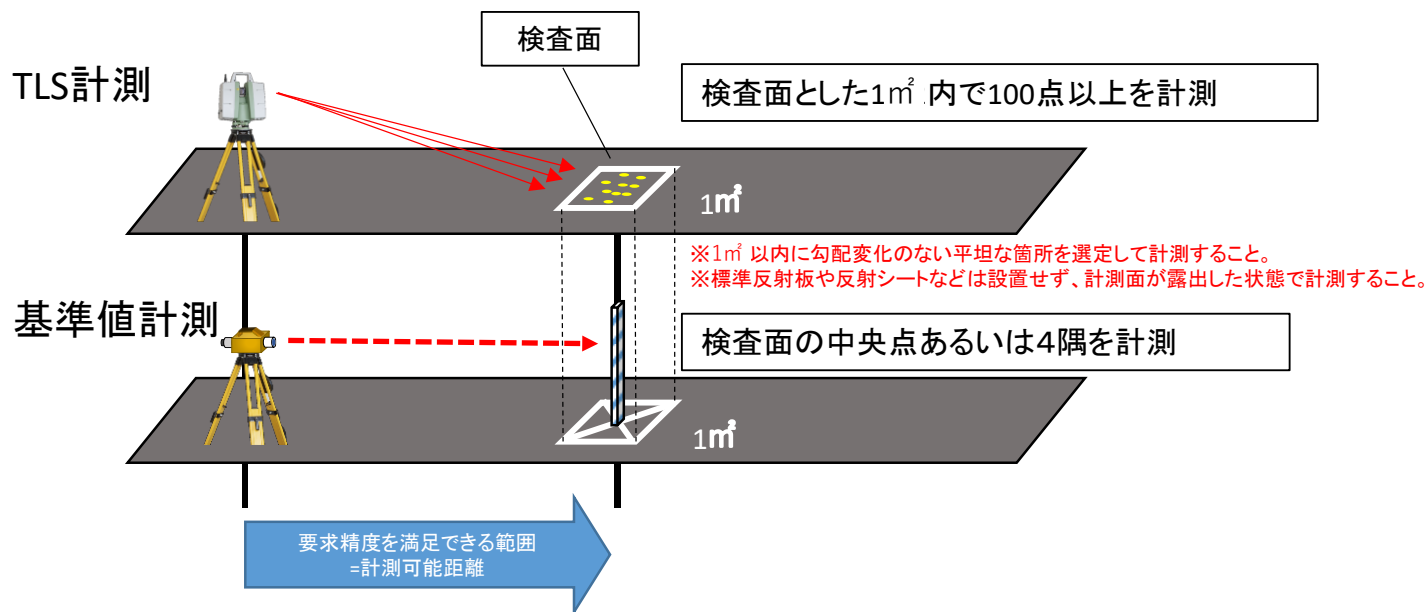 検査面
TLS計測
検査面とした1㎡ 内で100点以上を計測
1㎡
※1㎡ 以内に勾配変化のない平坦な箇所を選定して計測すること。
※標準反射板や反射シートなどは設置せず、計測面が露出した状態で計測すること。
基準値計測
検査面の中央点あるいは4隅を計測
1㎡
要求精度を満足できる範囲
=計測可能距離